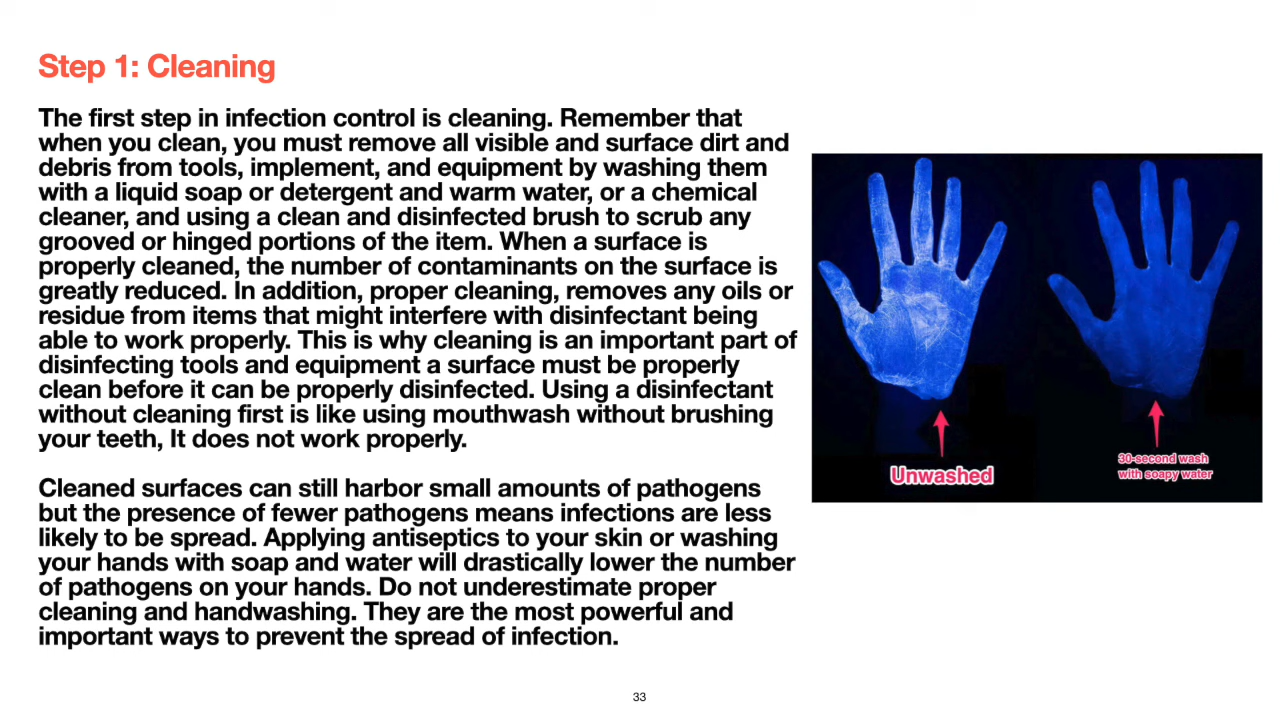 Step 1: Cleaning
The first step in infection control is cleaning. Remember that
when you clean, you must remove all visible and surface dirt and
debris from tools, implement, and equipment by washing them
with a liquid soap or detergent and warm water, or a chemical
cleaner, and using a clean and disinfected brush to scrub any
grooved or hinged portions of the item. When a surface is
properly cleaned, the number of contaminants on the surface is
greatly reduced. In addition, proper cleaning, removes any oils or
residue from items that might interfere with disinfectant being
able to work properly. This is why cleaning is an important part of
disinfecting tools and equipment a surface must be properly
clean before it can be properly disinfected. Using a disinfectant
without cleaning first is like using mouthwash without brushing
your teeth, It does not work properly.
Cleaned surfaces can still harbor small amounts of pathogens
but the presence of fewer pathogens means infections are less
likely to be spread. Applying antiseptics to your skin or washing
your hands with soap and water will drastically lower the number
of pathogens on your hands. Do not underestimate proper
cleaning and handwashing. They are the most powerful and
important ways to prevent the spread of infection.
Unwashed
30-second wash
with soapy water
33